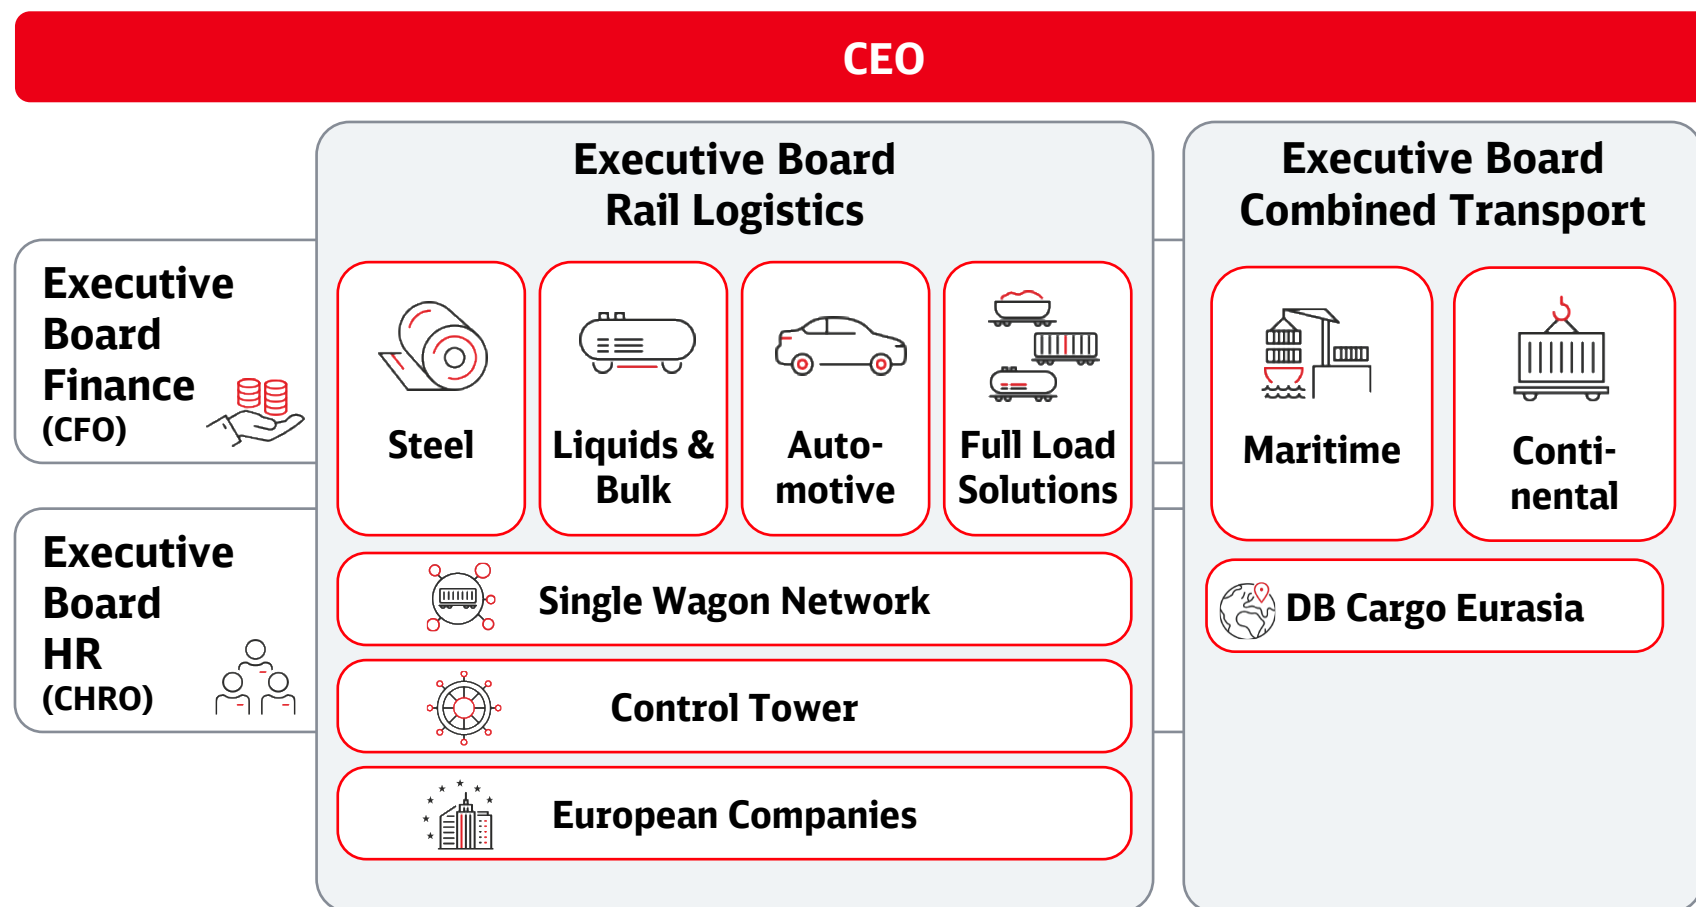 CEO
Executive Board
Rail Logistics
Executive Board
Combined Transport
Executive
Board
Finance
(CFO)
Executive
Board
HR
(CHRO)
Steel
Liquids &
Bulk
Auto-
motive
Full Load
Solutions
Single Wagon Network
Control Tower
European Companies
Maritime
Conti-
nental
DB Cargo Eurasia